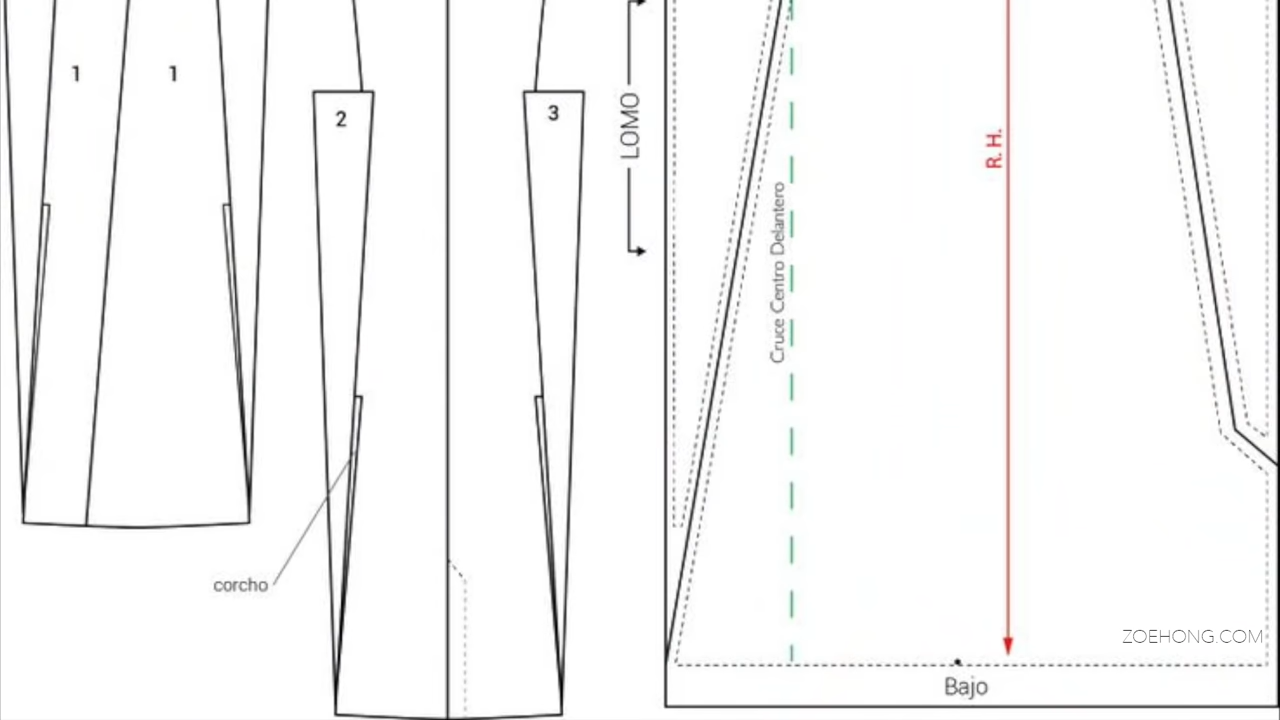 1
1
2
3
LOMO
Cruce Centro Delantero
R. H.
corcho
ZOEHONG.COM
Bajo